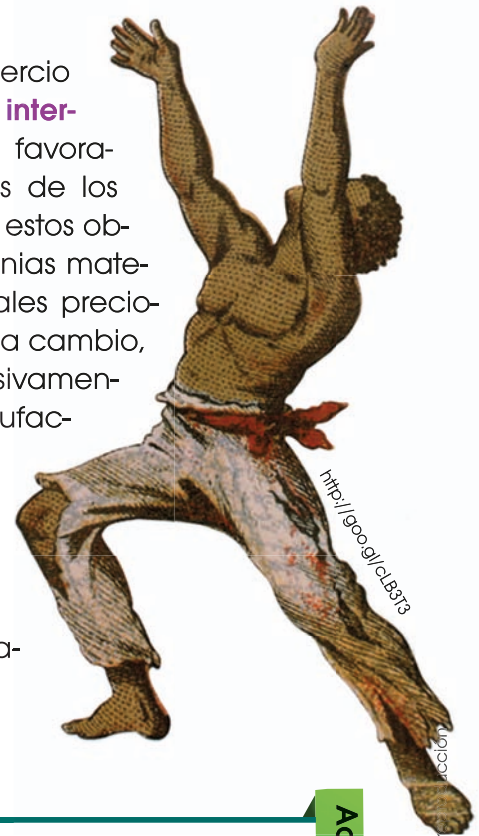 ercio
inter-
favora-
s de los
estos ob-
nias mate-
ales precio-
a cambio,
sivamen-
ufac-
http://goo.gl/cLB3T3
a-
acción
Ac